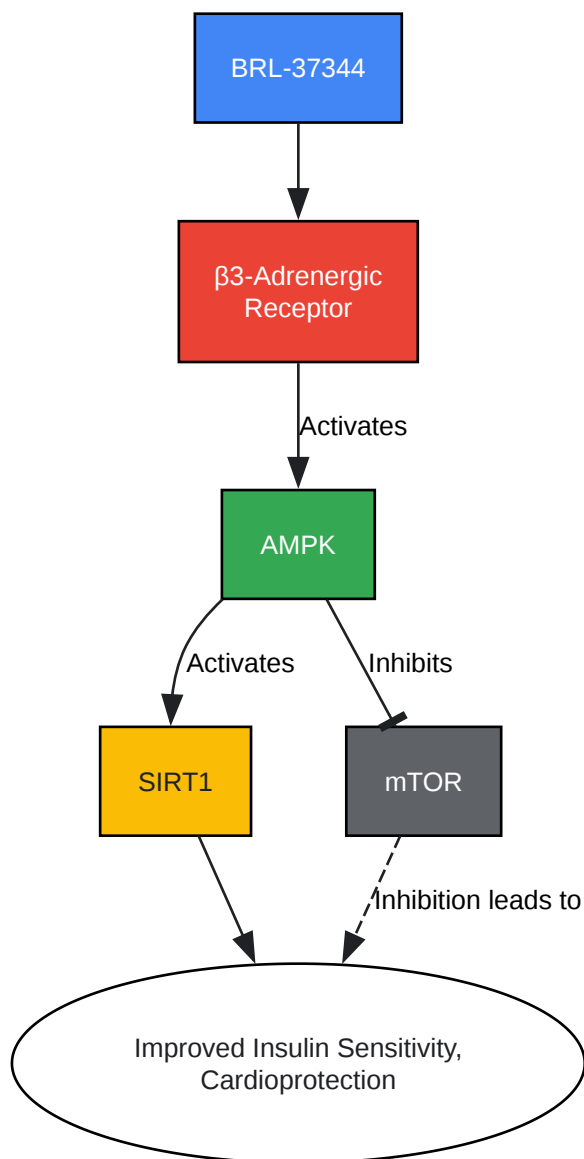 BRL-37344
β3-Adrenergic
Receptor
Activates
AMPK
Activates
Inhibits
SIRT1
mTOR
Inhibition leads to
Improved Insulin Sensitivity,
Cardioprotection